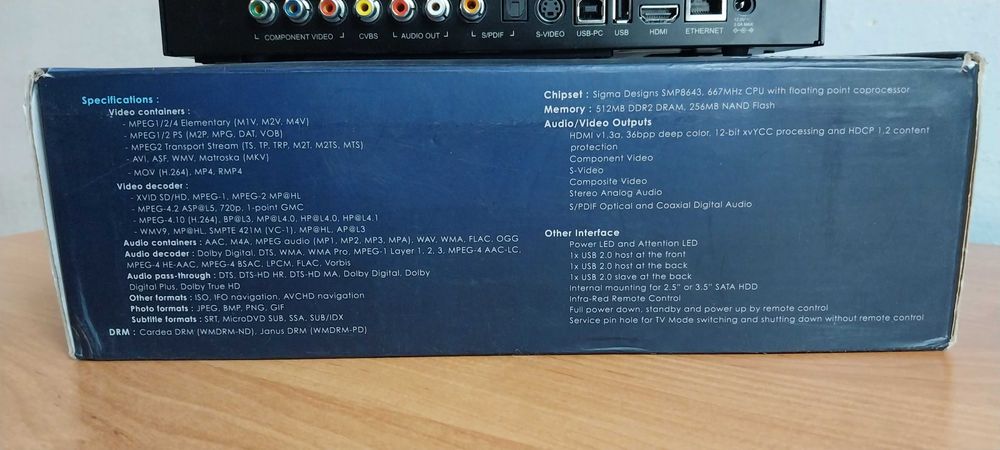 COMPONENT VIDEO CVBS AUDIO OUT S/PDIF S-VIDEO USB-PC USB HDMI ETHERNET
Specifications :
Video containers :
- MPEG1/2/4 Elementary (M1V, M2V, M4V)
- MPEG1/2 PS (M2P, MPG, DAT, VOB)
- MPEG2 Transport Stream (TS, TP, TRP, M2T, M2TS, MTS)
- AVI, ASF, WMV, Matroska (MKV)
- MOV (H.264), MP4, RMP4
Video decoder :
- XVID SD/HD, MPEG-1, MPEG-2 MP@HL
- MPEG-4.2 ASP@L5, 720p, 1-point GMC
- MPEG-4.10 (H.264), BP@L3, MP@L4.0, HP@L4.0, HP@L4.1
- WMV9, MP@HL, SMPTE 421M (VC-1), MP@HL, AP@L3
Audio containers : AAC, M4A, MPEG audio (MP1, MP2, MP3, MPA), WAV, WMA, FLAC, OGG
Audio decoder : Dolby Digital, DTS, WMA, WMA Pro, MPEG-1 Layer 1, 2, 3, MPEG-4 AAC-LC,
MPEG-4 HE-AAC, MPEG-4 BSAC, LPCM, FLAC, Vorbis
Audio pass-through : DTS, DTS-HD HR, DTS-HD MA, Dolby Digital, Dolby
Digital Plus, Dolby True HD
Other formats : ISO, IFO navigation, AVCHD navigation
Photo formats : JPEG, BMP, PNG, GIF
Subtitle formats : SRT, MicroDVD SUB, SSA, SUB/IDX
DRM : Cardea DRM (WMDRM-ND), Janus DRM (WMDRM-PD)
Chipset : Sigma Designs SMP8643, 667MHz CPU with floating point coprocessor
Memory : 512MB DDR2 DRAM, 256MB NAND Flash
Audio/Video Outputs
HDMI v1.3a, 36bpp deep color, 12-bit xvYCC processing and HDCP 1.2 content
protection
Component Video
S-Video
Composite Video
Stereo Analog Audio
S/PDIF Optical and Coaxial Digital Audio
Other Interface
Power LED and Attention LED
1x USB 2.0 host at the front
1x USB 2.0 host at the back
1x USB 2.0 slave at the back
Internal mounting for 2.5" or 3.5" SATA HDD
Infra-Red Remote Control
Full power down, standby and power up by remote control
Service pin hole for TV Mode switching and shutting down without remote control